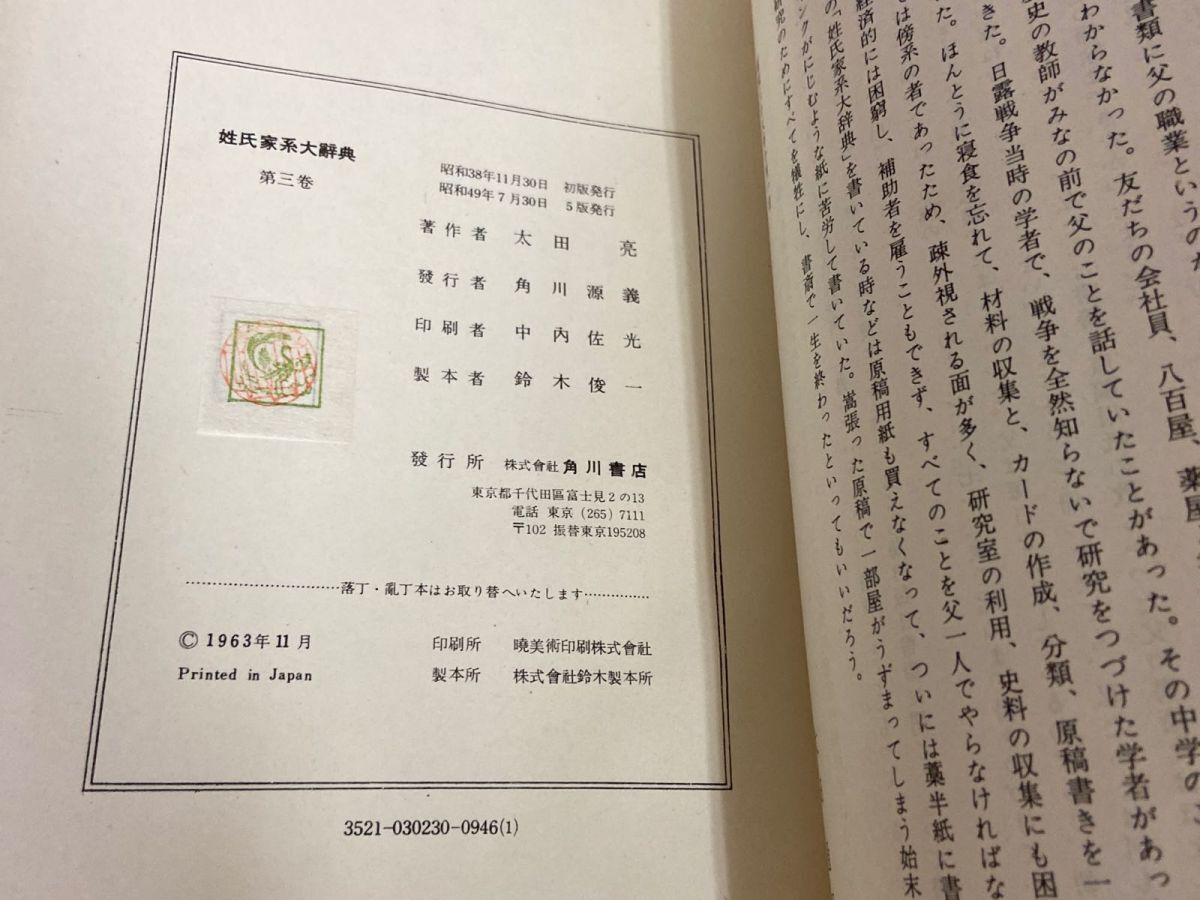 姓氏家系大辭典
第三卷
昭和38年11月30日 初版発行
昭和49年7月30日 5版発行
著作者 太田 亮
發行者 角川源義
印刷者 中內佐光
製本者 鈴木俊一
發行所 株式會社 角川書店
東京都千代田區富士見2の13
電話 東京 (265) 7111
〒102 振替東京195208
落丁・亂丁本はお取り替へいたします
© 1963年11月
Printed in Japan
印刷所 曉美術印刷株式會社
製本所 株式會社鈴木製本所
3521-030230-0946(1)
書類に父の職業というのが
わからなかった。友だちの会社員、八百屋、薬屋
史の教師がみなの前で父のことを話していたことがあった。その中学の
きた。日露戦争当時の学者で、戦争を全然知らないで研究をつづけた学者があっ
た。ほんとうに寝食を忘れて、材料の収集と、カードの作成、分類、原稿書きを一
は傍系の者であったため、疎外視される面が多く、研究室の利用、史料の収集にも困
経済的には困窮し、補助者を雇うこともできず、すべてのことを父一人でやらなければな
の「姓氏家系大辞典」を書いている時などは原稿用紙も買えなくなって、ついには藁半紙に書
ンクがにじむような紙に苦労して書いていた。嵩張った原稿で一部屋がうずまってしまう始末
研究のためにすべてを犠牲にし、書斎で一生を終わったといってもいいだろう。